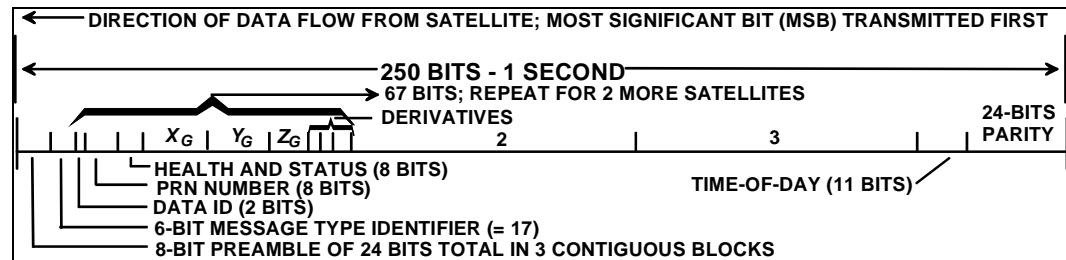 DIRECTION OF DATA FLOW FROM SATELLITE; MOST SIGNIFICANT BIT (MSB) TRANSMITTED FIRST
250 BITS - 1 SECOND
67 BITS; REPEAT FOR 2 MORE SATELLITES
DERIVATIVES
24-BITS
PARITY
XG YG ZG 2 3
HEALTH AND STATUS (8 BITS)
PRN NUMBER (8 BITS)
TIME-OF-DAY (11 BITS)
DATA ID (2 BITS)
6-BIT MESSAGE TYPE IDENTIFIER (= 17)
8-BIT PREAMBLE OF 24 BITS TOTAL IN 3 CONTIGUOUS BLOCKS